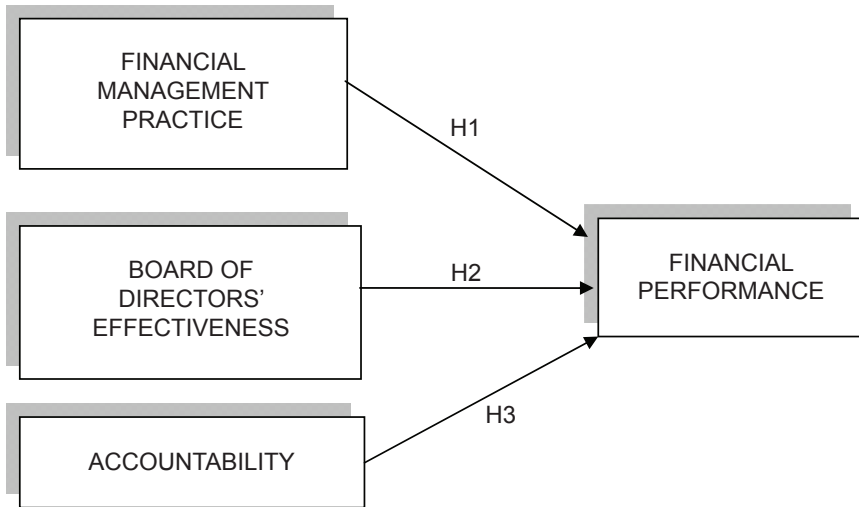 FINANCIAL
MANAGEMENT
PRACTICE
H1
BOARD OF
DIRECTORS'
EFFECTIVENESS
H2
FINANCIAL
PERFORMANCE
H3
ACCOUNTABILITY